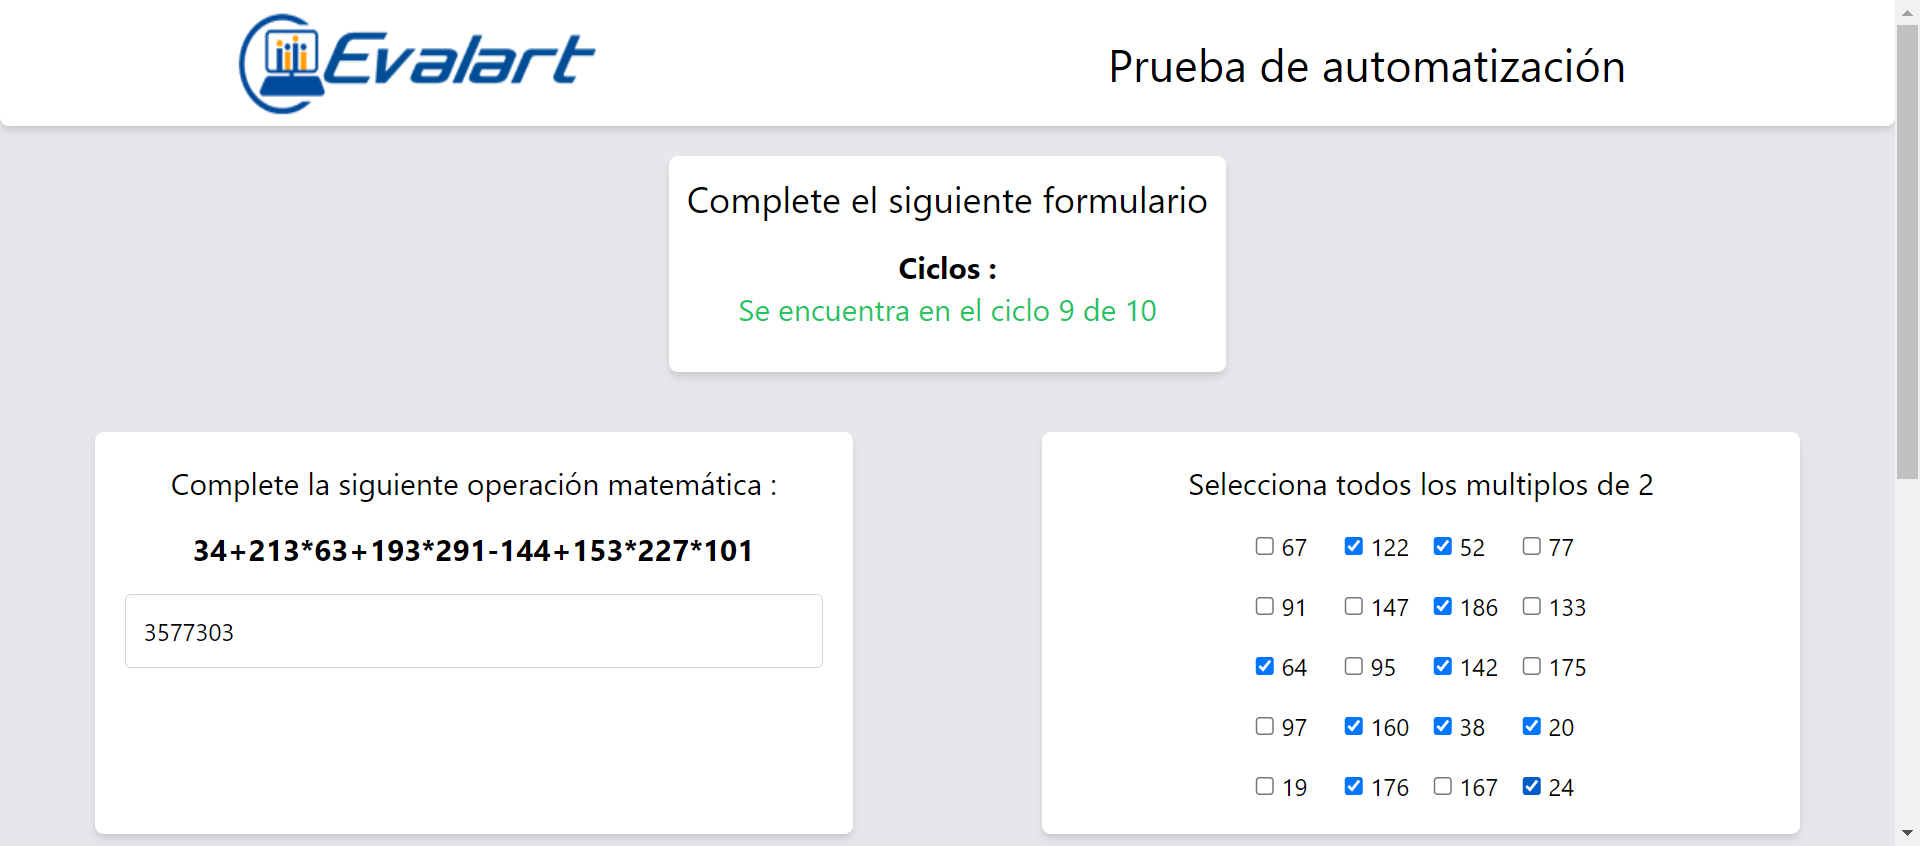 Evalart
Prueba de automatización
Complete el siguiente formulario
Ciclos :
Se encuentra en el ciclo 9 de 10
Complete la siguiente operación matemática :
34+213*63+193*291-144+153*227*101
3577303
Selecciona todos los multiplos de 2
67 122 52 77
91 147 186 133
64 95 142 175
97 160 38 20
19 176 167 24